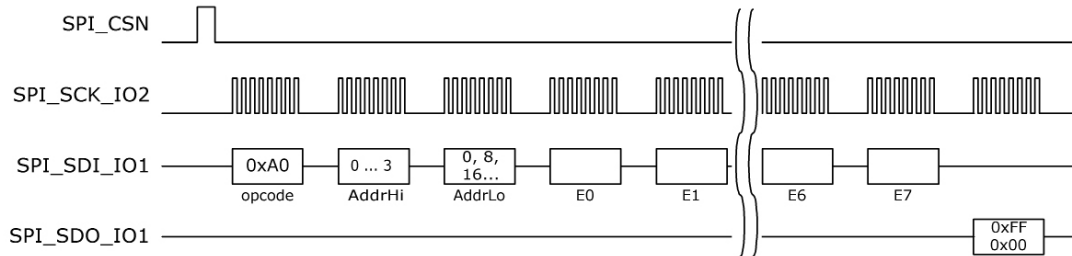 SPI_CSN
SPI_SCK_IO2
SPI_SDI_IO1
0xA0
0 ... 3
0, 8,
16...
opcode
AddrHi
AddrLo
E0
E1
E6
E7
SPI_SDO_IO1
0xFF
0x00